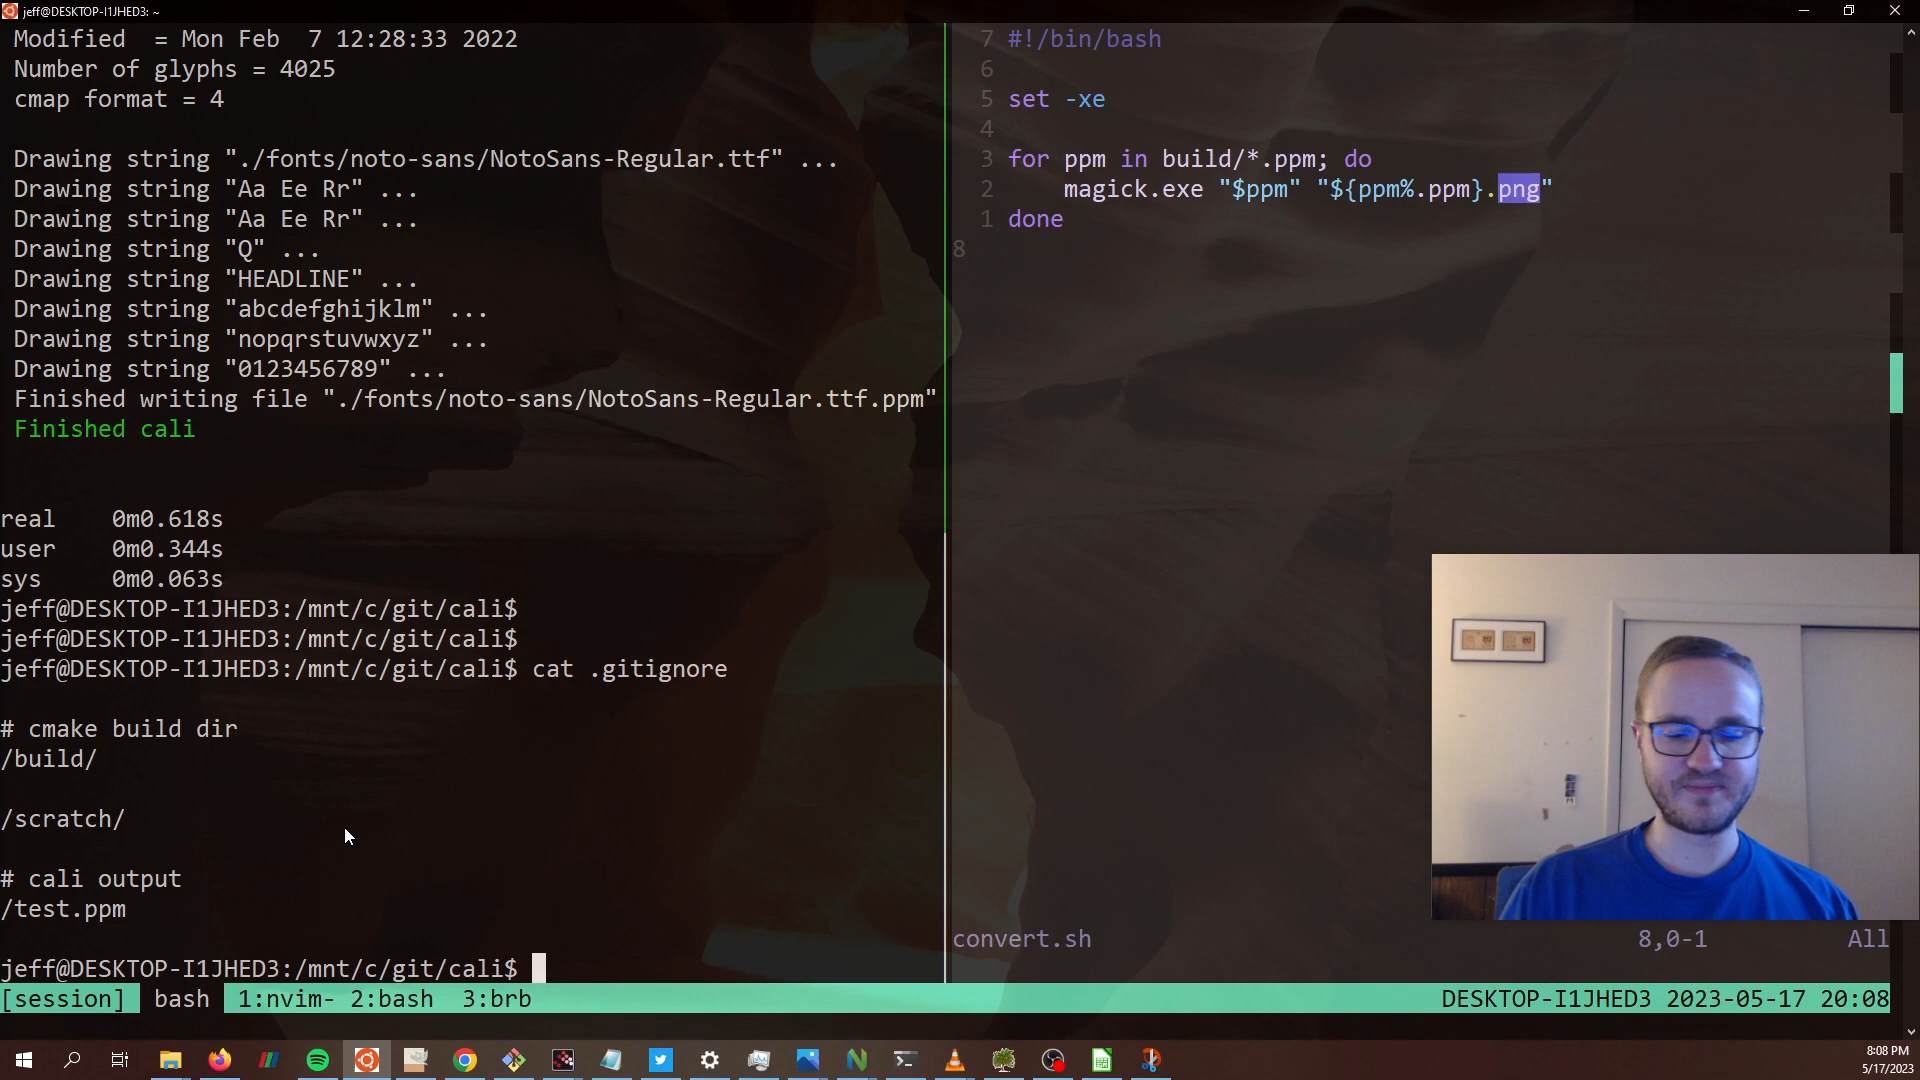 jeff@DESKTOP-I1JHED3: ~
Modified  = Mon Feb  7 12:28:33 2022
Number of glyphs = 4025
cmap format = 4
Drawing string "./fonts/noto-sans/NotoSans-Regular.ttf" ...
Drawing string "Aa Ee Rr" ...
Drawing string "Aa Ee Rr" ...
Drawing string "Q" ...
Drawing string "HEADLINE" ...
Drawing string "abcdefghijklm" ...
Drawing string "nopqrstuvwxyz" ...
Drawing string "0123456789" ...
Finished writing file "./fonts/noto-sans/NotoSans-Regular.ttf.ppm"
Finished cali
real    0m0.618s
user    0m0.344s
sys     0m0.063s
jeff@DESKTOP-I1JHED3:/mnt/c/git/cali$
jeff@DESKTOP-I1JHED3:/mnt/c/git/cali$
jeff@DESKTOP-I1JHED3:/mnt/c/git/cali$ cat .gitignore
# cmake build dir
/build/
/scratch/
# cali output
/test.ppm
jeff@DESKTOP-I1JHED3:/mnt/c/git/cali$
7 #!/bin/bash
6
5 set -xe
4
3 for ppm in build/*.ppm; do
2     magick.exe "$ppm" "${ppm%.ppm}.png"
1 done
8
convert.sh 8,0-1 All
[session] bash 1:nvim- 2:bash  3:brb DESKTOP-I1JHED3 2023-05-17 20:08
8:08 PM
5/17/2023